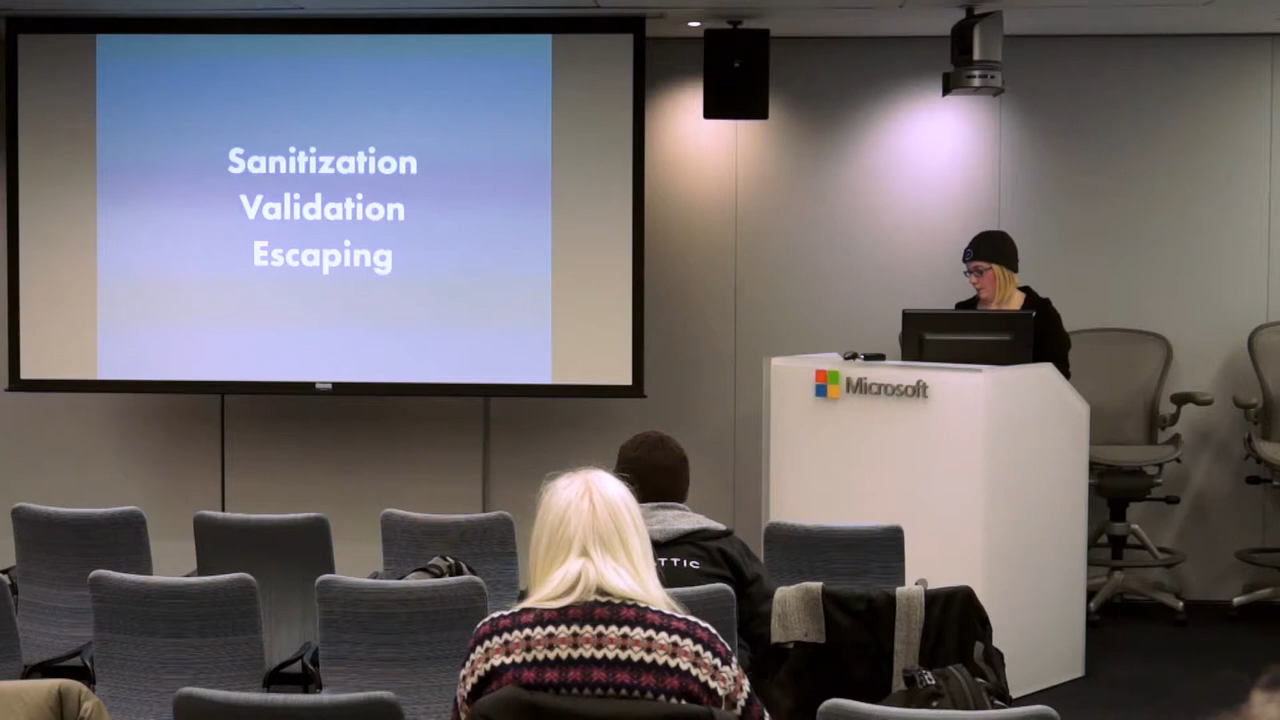 Sanitization
Validation
Escaping
Microsoft
TTIC